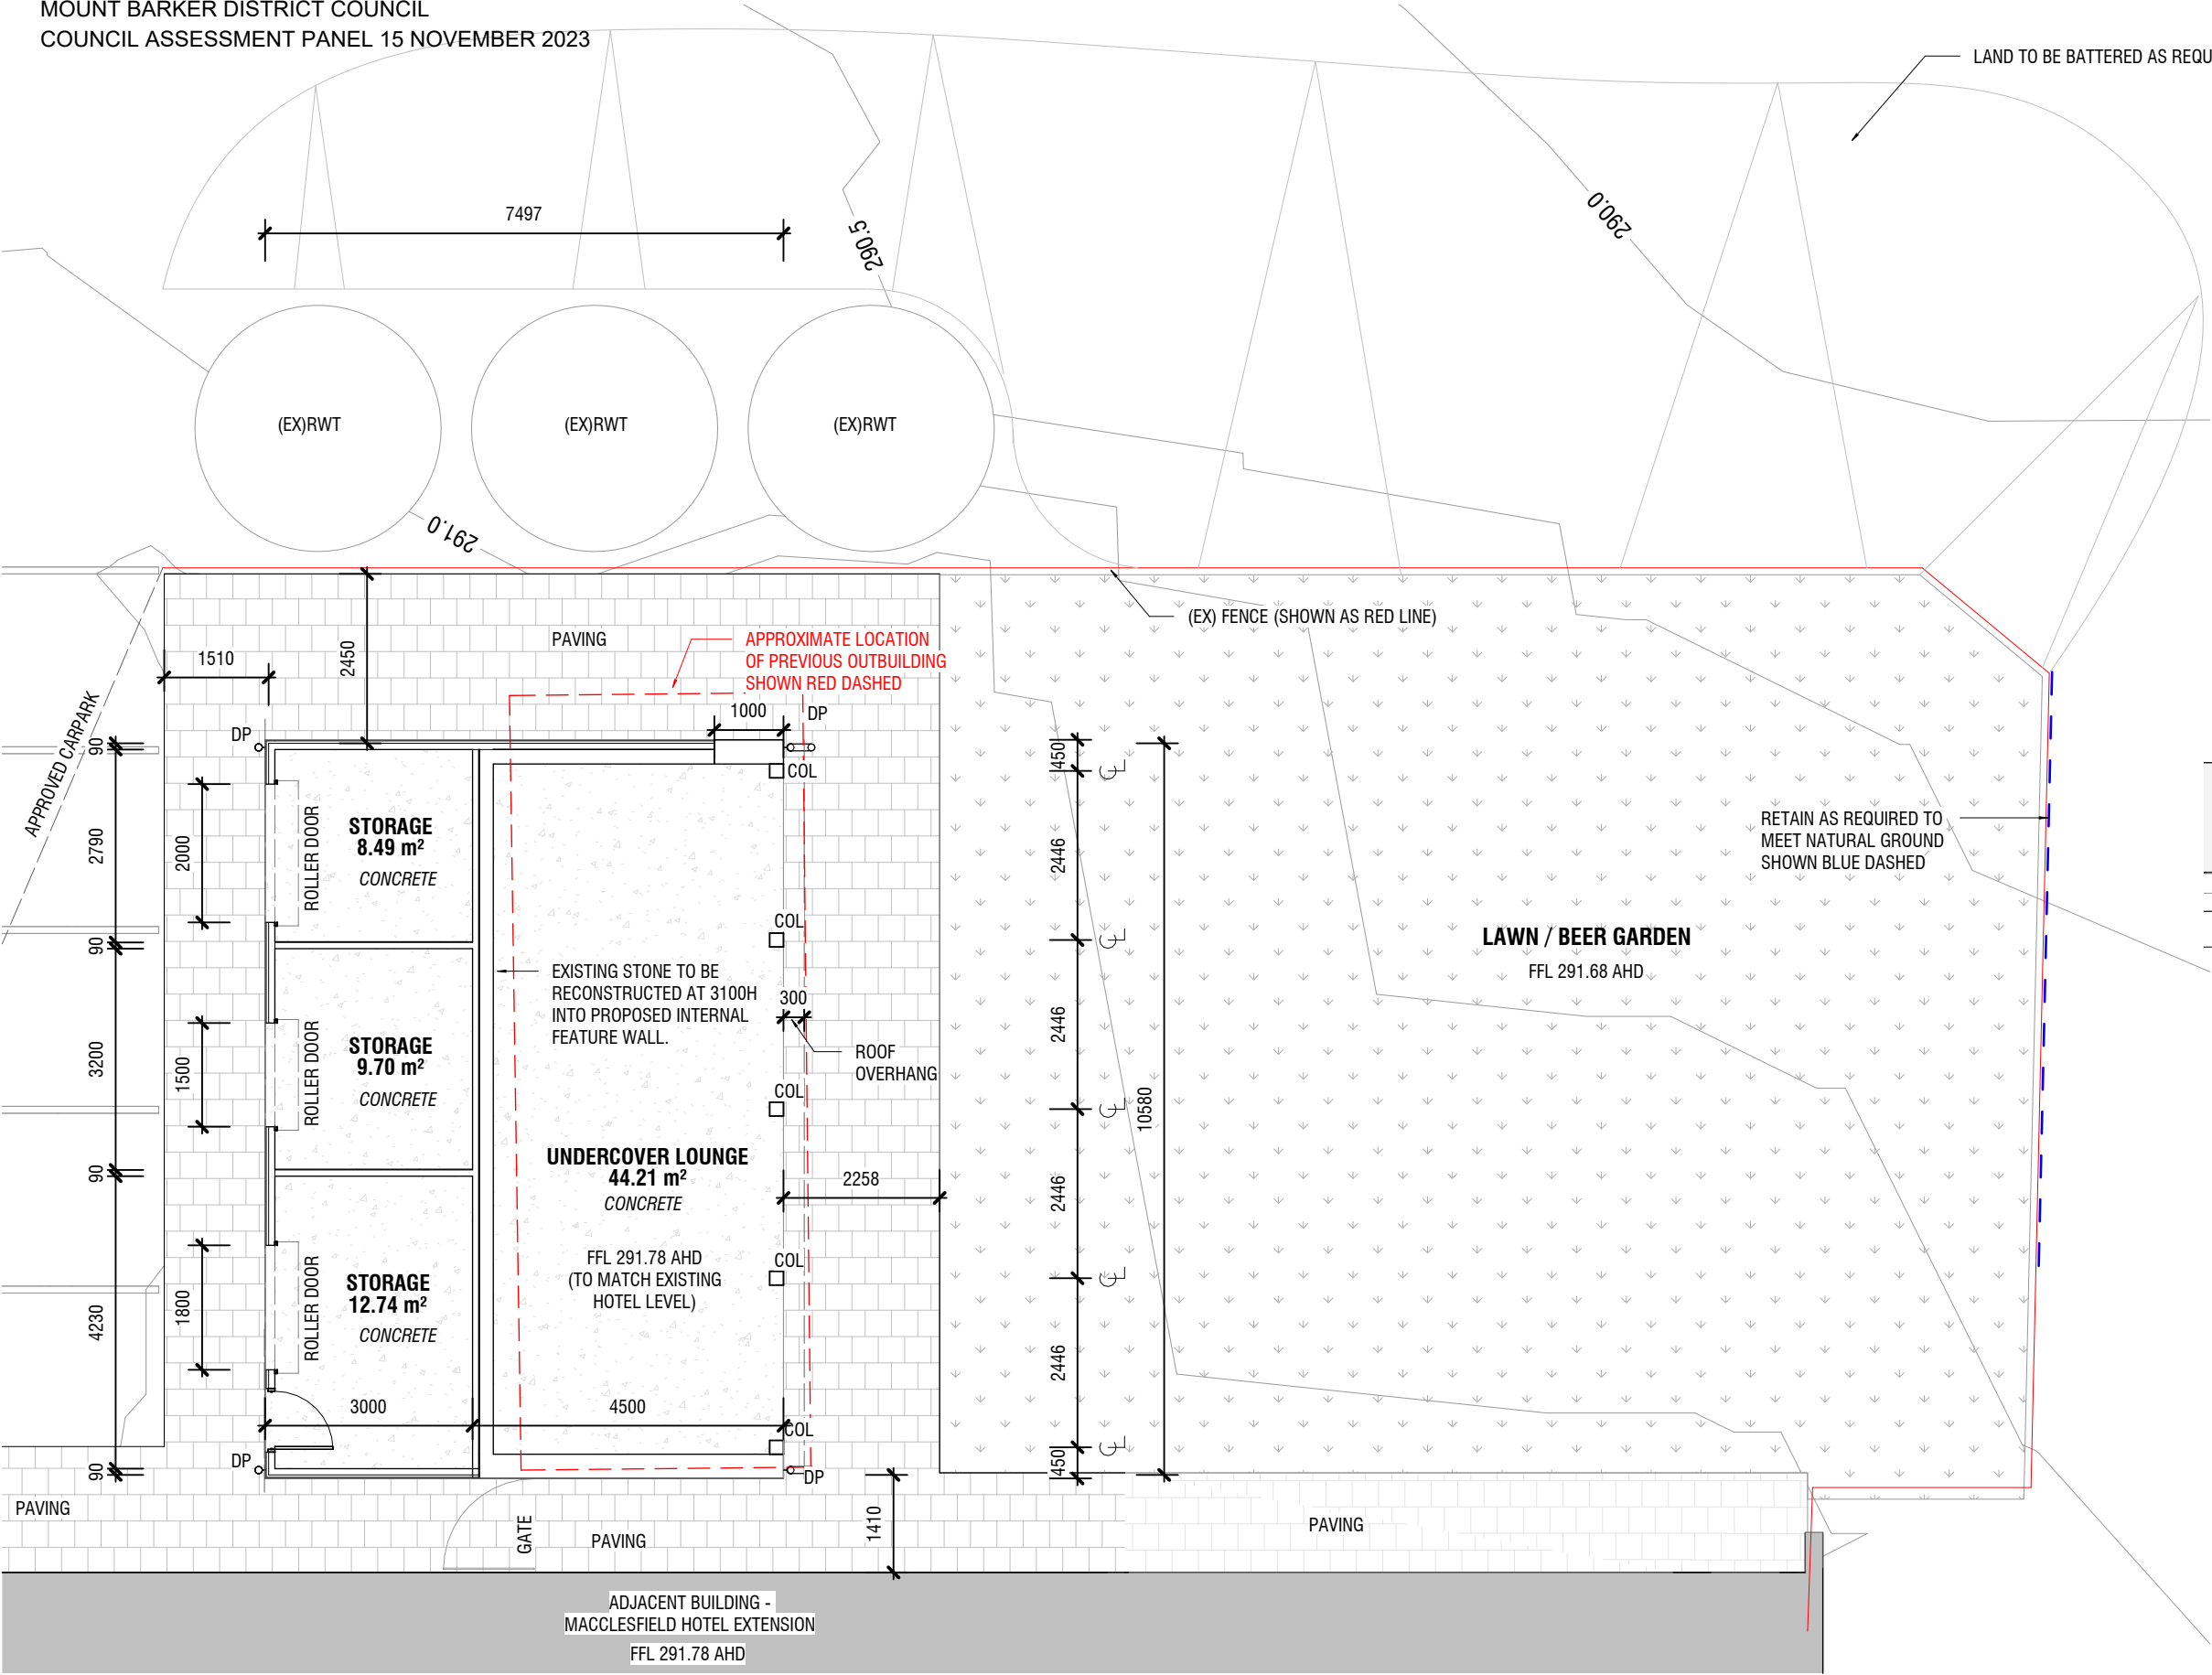 MOUNT BARKER DISTRICT COUNCIL
COUNCIL ASSESSMENT PANEL 15 NOVEMBER 2023
LAND TO BE BATTERED AS REQU
7497
290.5
290.0
(EX)RWT
(EX)RWT
(EX)RWT
291.0
(EX) FENCE (SHOWN AS RED LINE)
PAVING
APPROXIMATE LOCATION
OF PREVIOUS OUTBUILDING
SHOWN RED DASHED
1510
2450
1000
DP
DP
APPROVED CARPARK
90
2790
90
3200
90
4230
90
2000
1500
1800
ROLLER DOOR
ROLLER DOOR
ROLLER DOOR
STORAGE
8.49 m²
CONCRETE
STORAGE
9.70 m²
CONCRETE
STORAGE
12.74 m²
CONCRETE
COL
COL
COL
COL
COL
EXISTING STONE TO BE
RECONSTRUCTED AT 3100H
INTO PROPOSED INTERNAL
FEATURE WALL.
300
ROOF
OVERHANG
UNDERCOVER LOUNGE
44.21 m²
CONCRETE
FFL 291.78 AHD
(TO MATCH EXISTING
HOTEL LEVEL)
2258
450
2446
2446
2446
2446
450
10580
RETAIN AS REQUIRED TO
MEET NATURAL GROUND
SHOWN BLUE DASHED
LAWN / BEER GARDEN
FFL 291.68 AHD
3000
4500
DP
DP
PAVING
GATE
PAVING
1410
PAVING
ADJACENT BUILDING -
MACCLESFIELD HOTEL EXTENSION
FFL 291.78 AHD